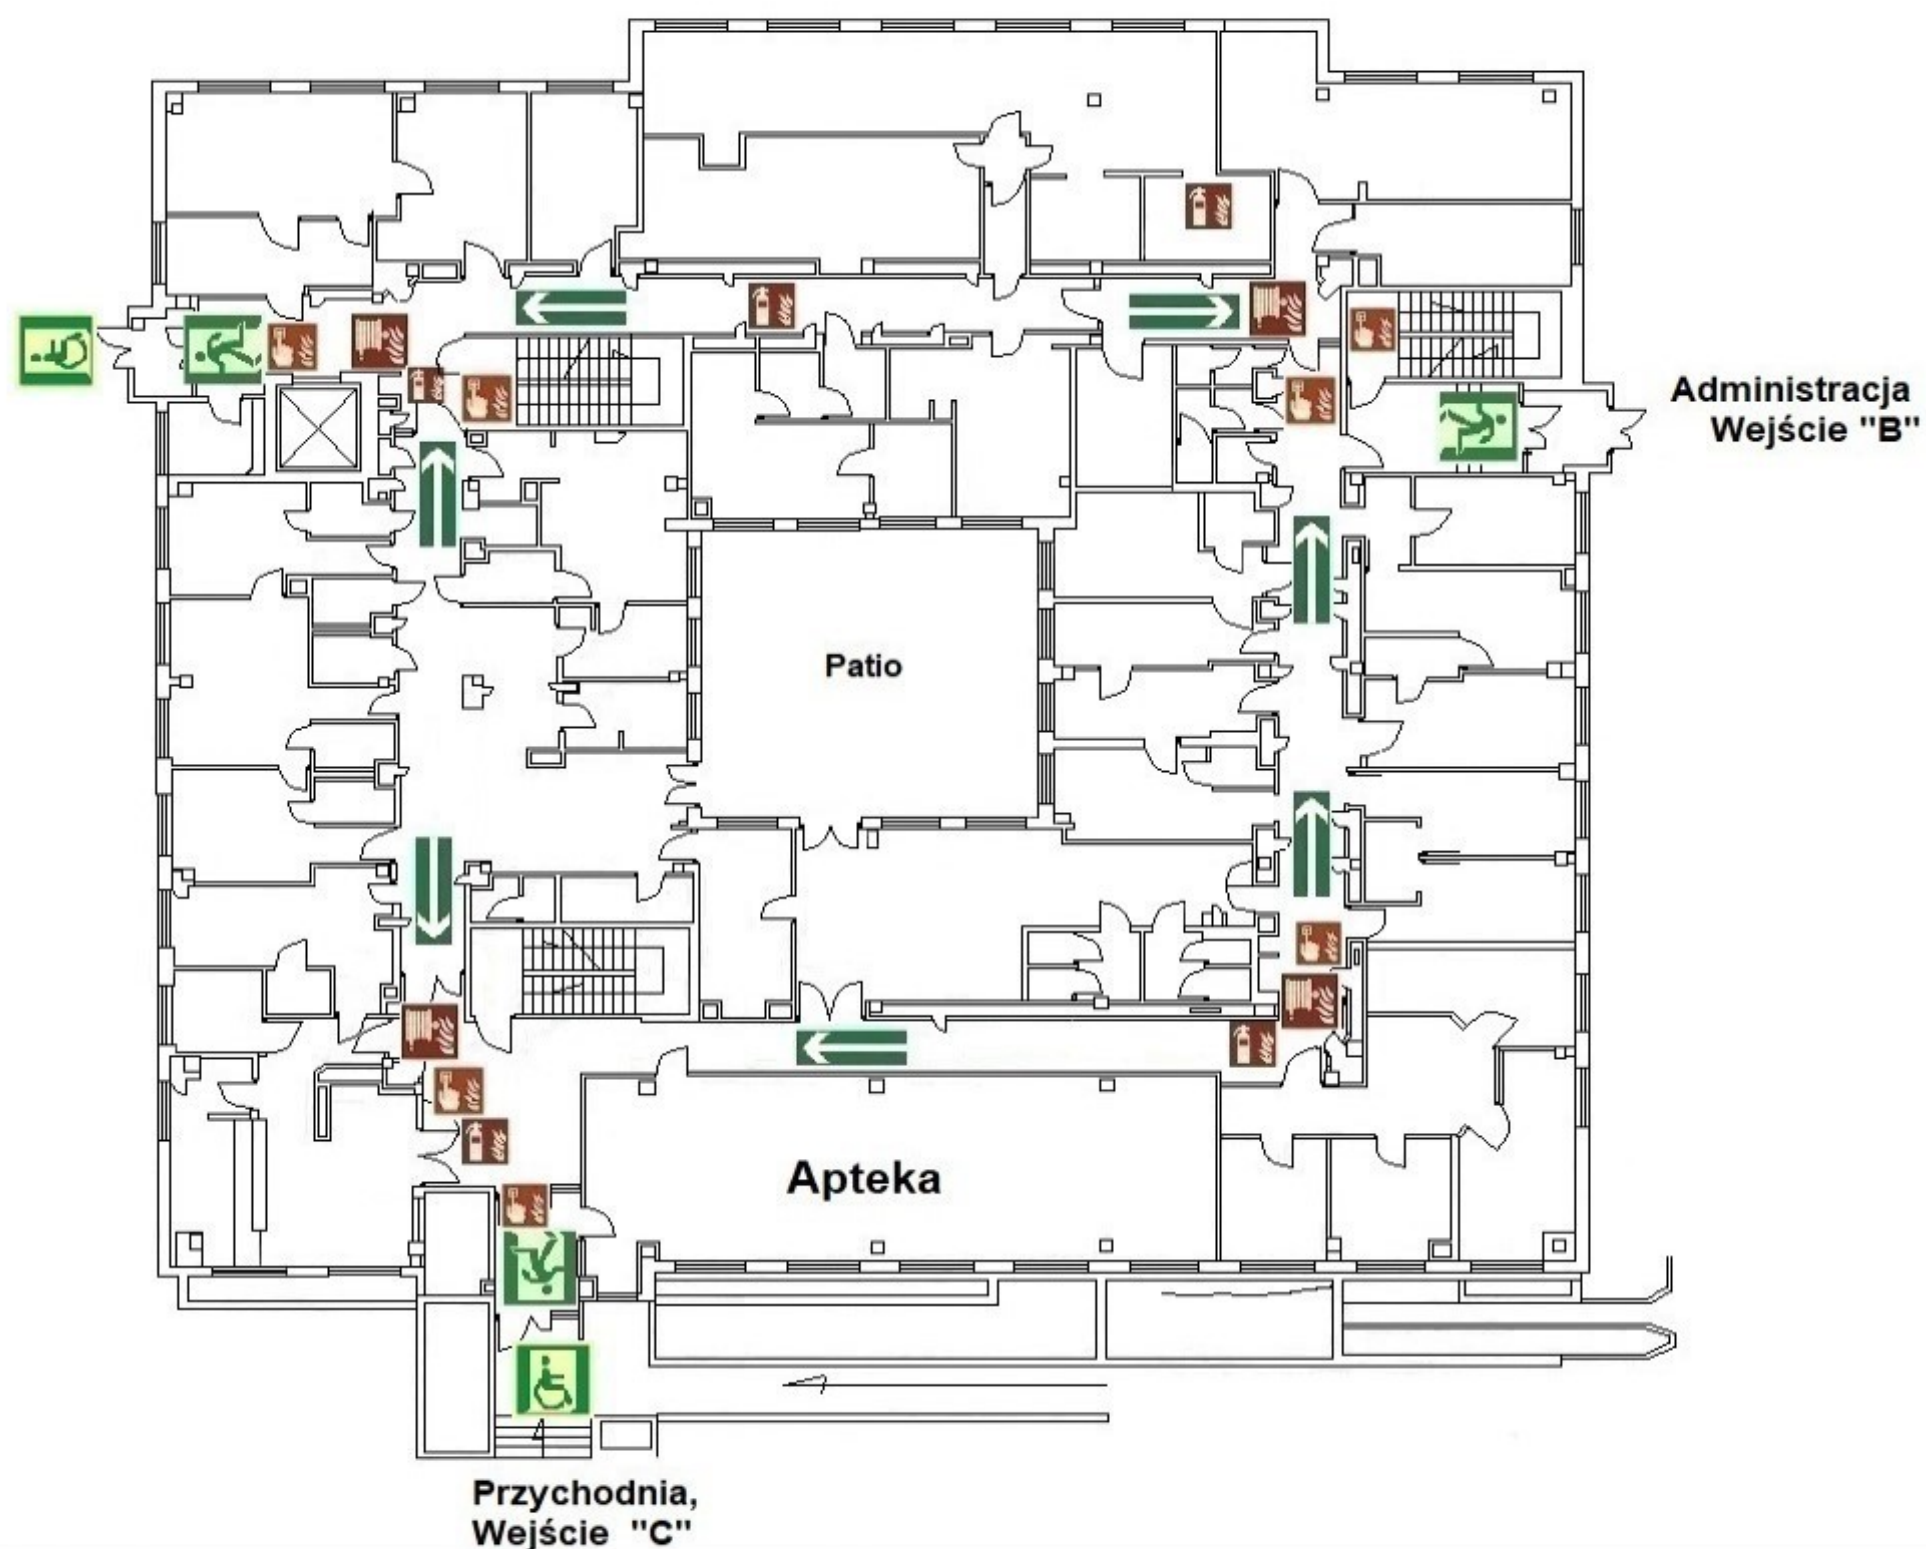 Administracja
Wejście "B"
Patio
Apteka
Przychodnia,
Wejście "C"